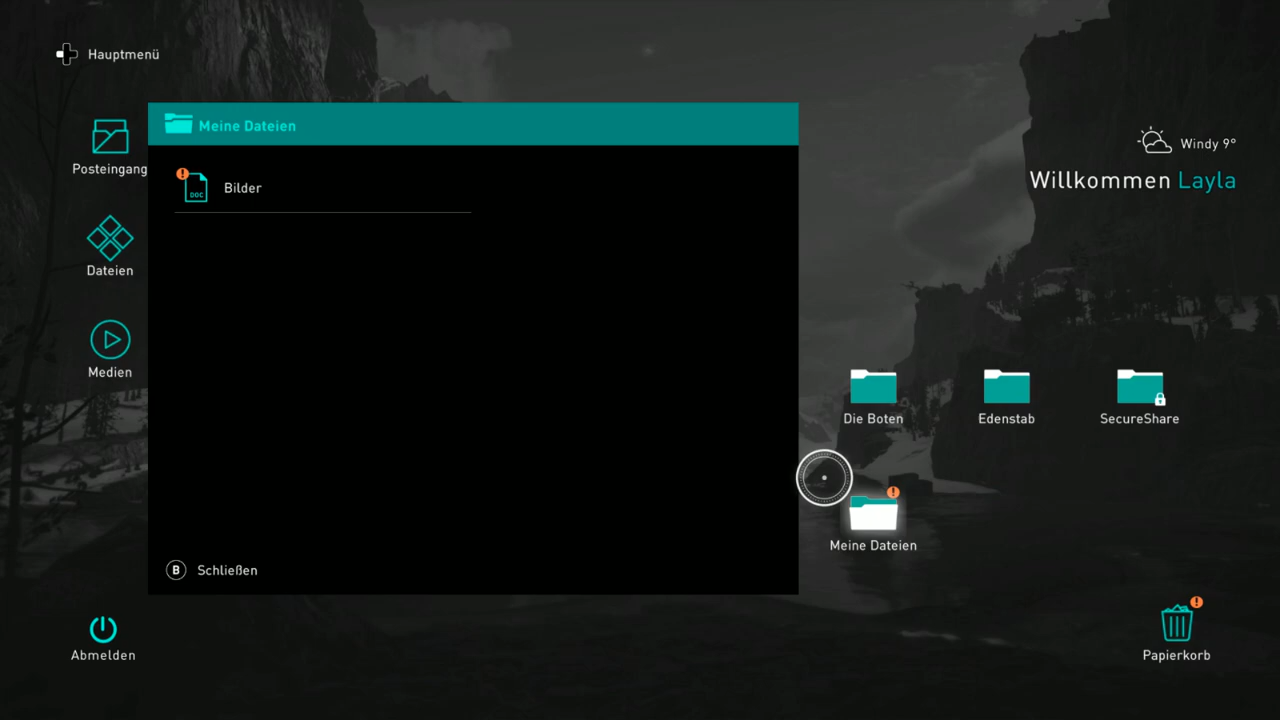 Hauptmenü
Meine Dateien
Posteingang
DOC
Bilder
Windy 9°
Willkommen Layla
Dateien
Medien
Die Boten
Edenstab
SecureShare
Meine Dateien
B Schließen
Abmelden
Papierkorb